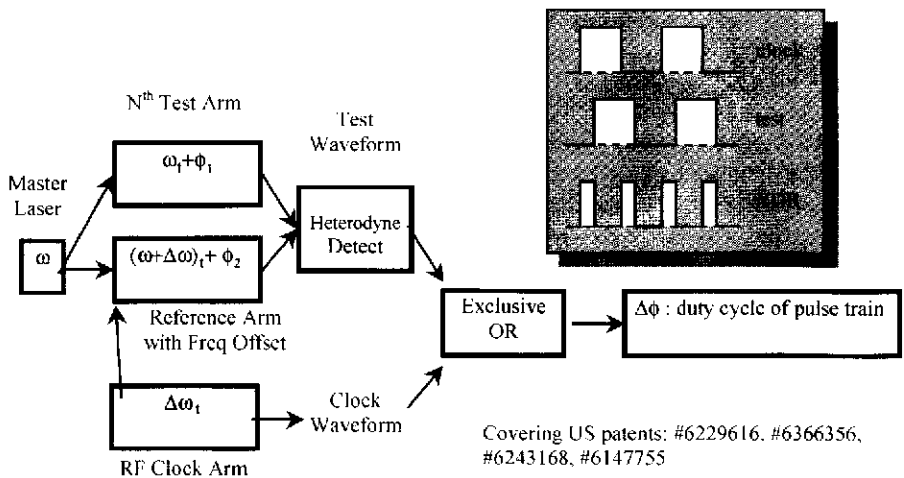 Nth Test Arm
Test
Waveform
Master
Laser
ωt+ϕ1
ω
(ω+Δω)t+ ϕ2
Heterodyne
Detect
Reference Arm
with Freq Offset
Exclusive
OR
Δϕ : duty cycle of pulse train
Δωt
Clock
Waveform
RF Clock Arm
clock
test
XOR
Covering US patents: #6229616, #6366356,
#6243168, #6147755